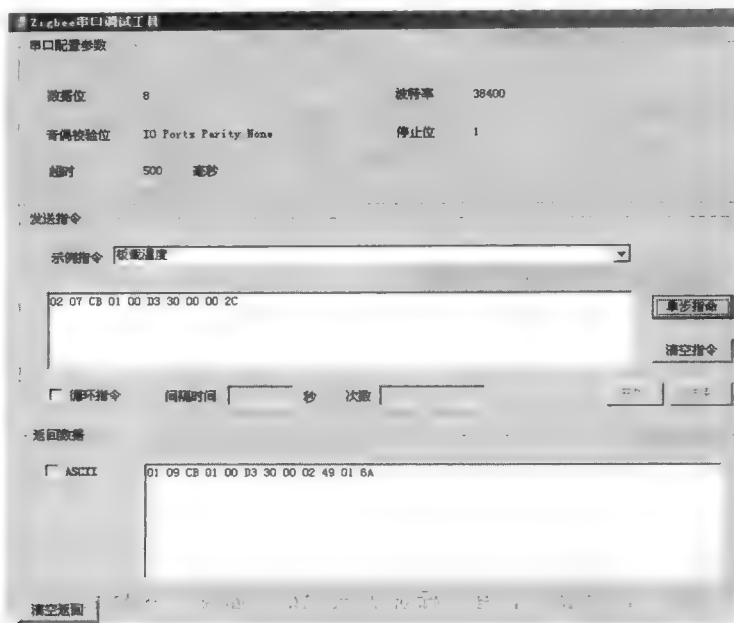 Zigbee串口调试工具
串口配置参数
数据位 8 波特率 38400
奇偶校验位 IO Ports Parity None 停止位 1
超时 500 毫秒
发送指令
示例指令 板载温度
02 07 CB 01 00 D3 30 00 00 2C
单步指令
清空指令
循环指令 间隔时间 秒 次数
返回数据
ASCII 01 09 CB 01 00 D3 30 00 02 49 01 6A
清空返回